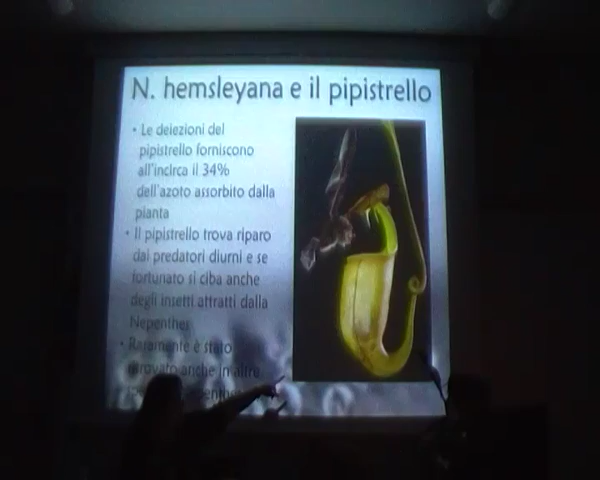 N. hemsleyana e il pipistrello
• Le deiezioni del
pipistrello forniscono
all'incirca il 34%
dell'azoto assorbito dalla
pianta
• Il pipistrello trova riparo
dai predatori diurni e se
fortunato si ciba anche
degli insetti attratti dalla
Nepenthes
• Raramente è stato
ritrovato anche in altre